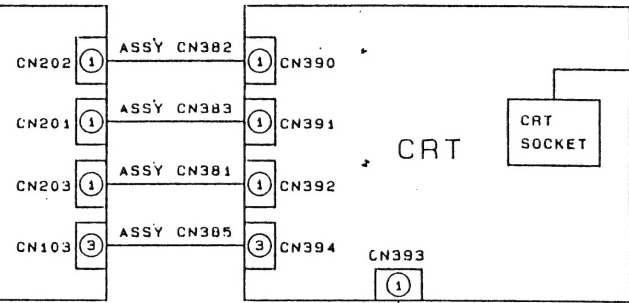 CN202 1 ASSY CN382 1 CN390
CN201 1 ASSY CN383 1 CN391
CN203 1 ASSY CN381 1 CN392
CN103 3 ASSY CN385 3 CN394
CRT
CRT
SOCKET
CN393
1